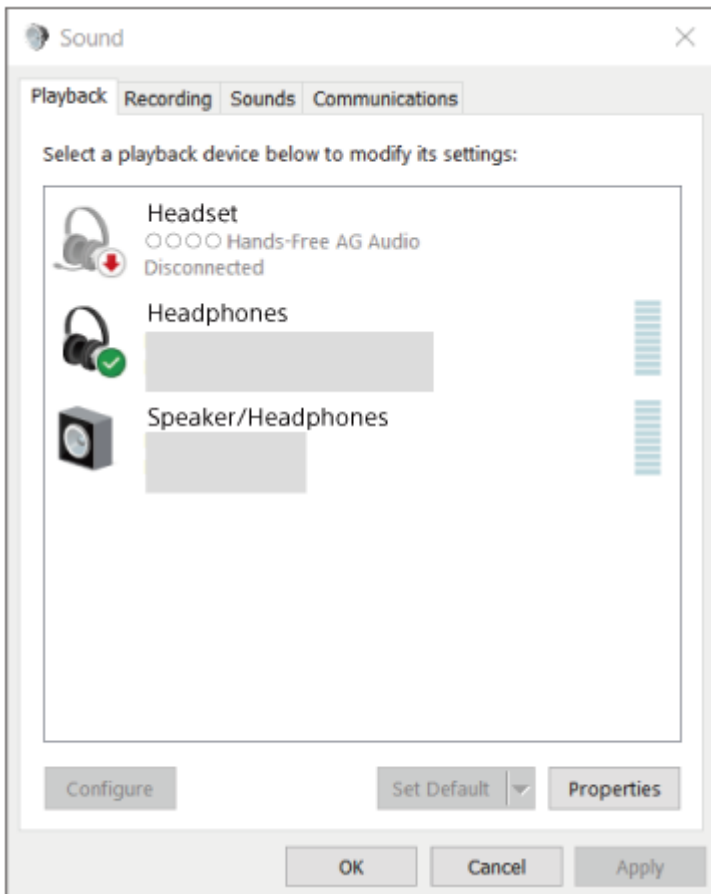 Sound
Playback Recording Sounds Communications
Select a playback device below to modify its settings:
Headset
○○○○ Hands-Free AG Audio
Disconnected
Headphones
Speaker/Headphones
Configure Set Default Properties
OK Cancel Apply